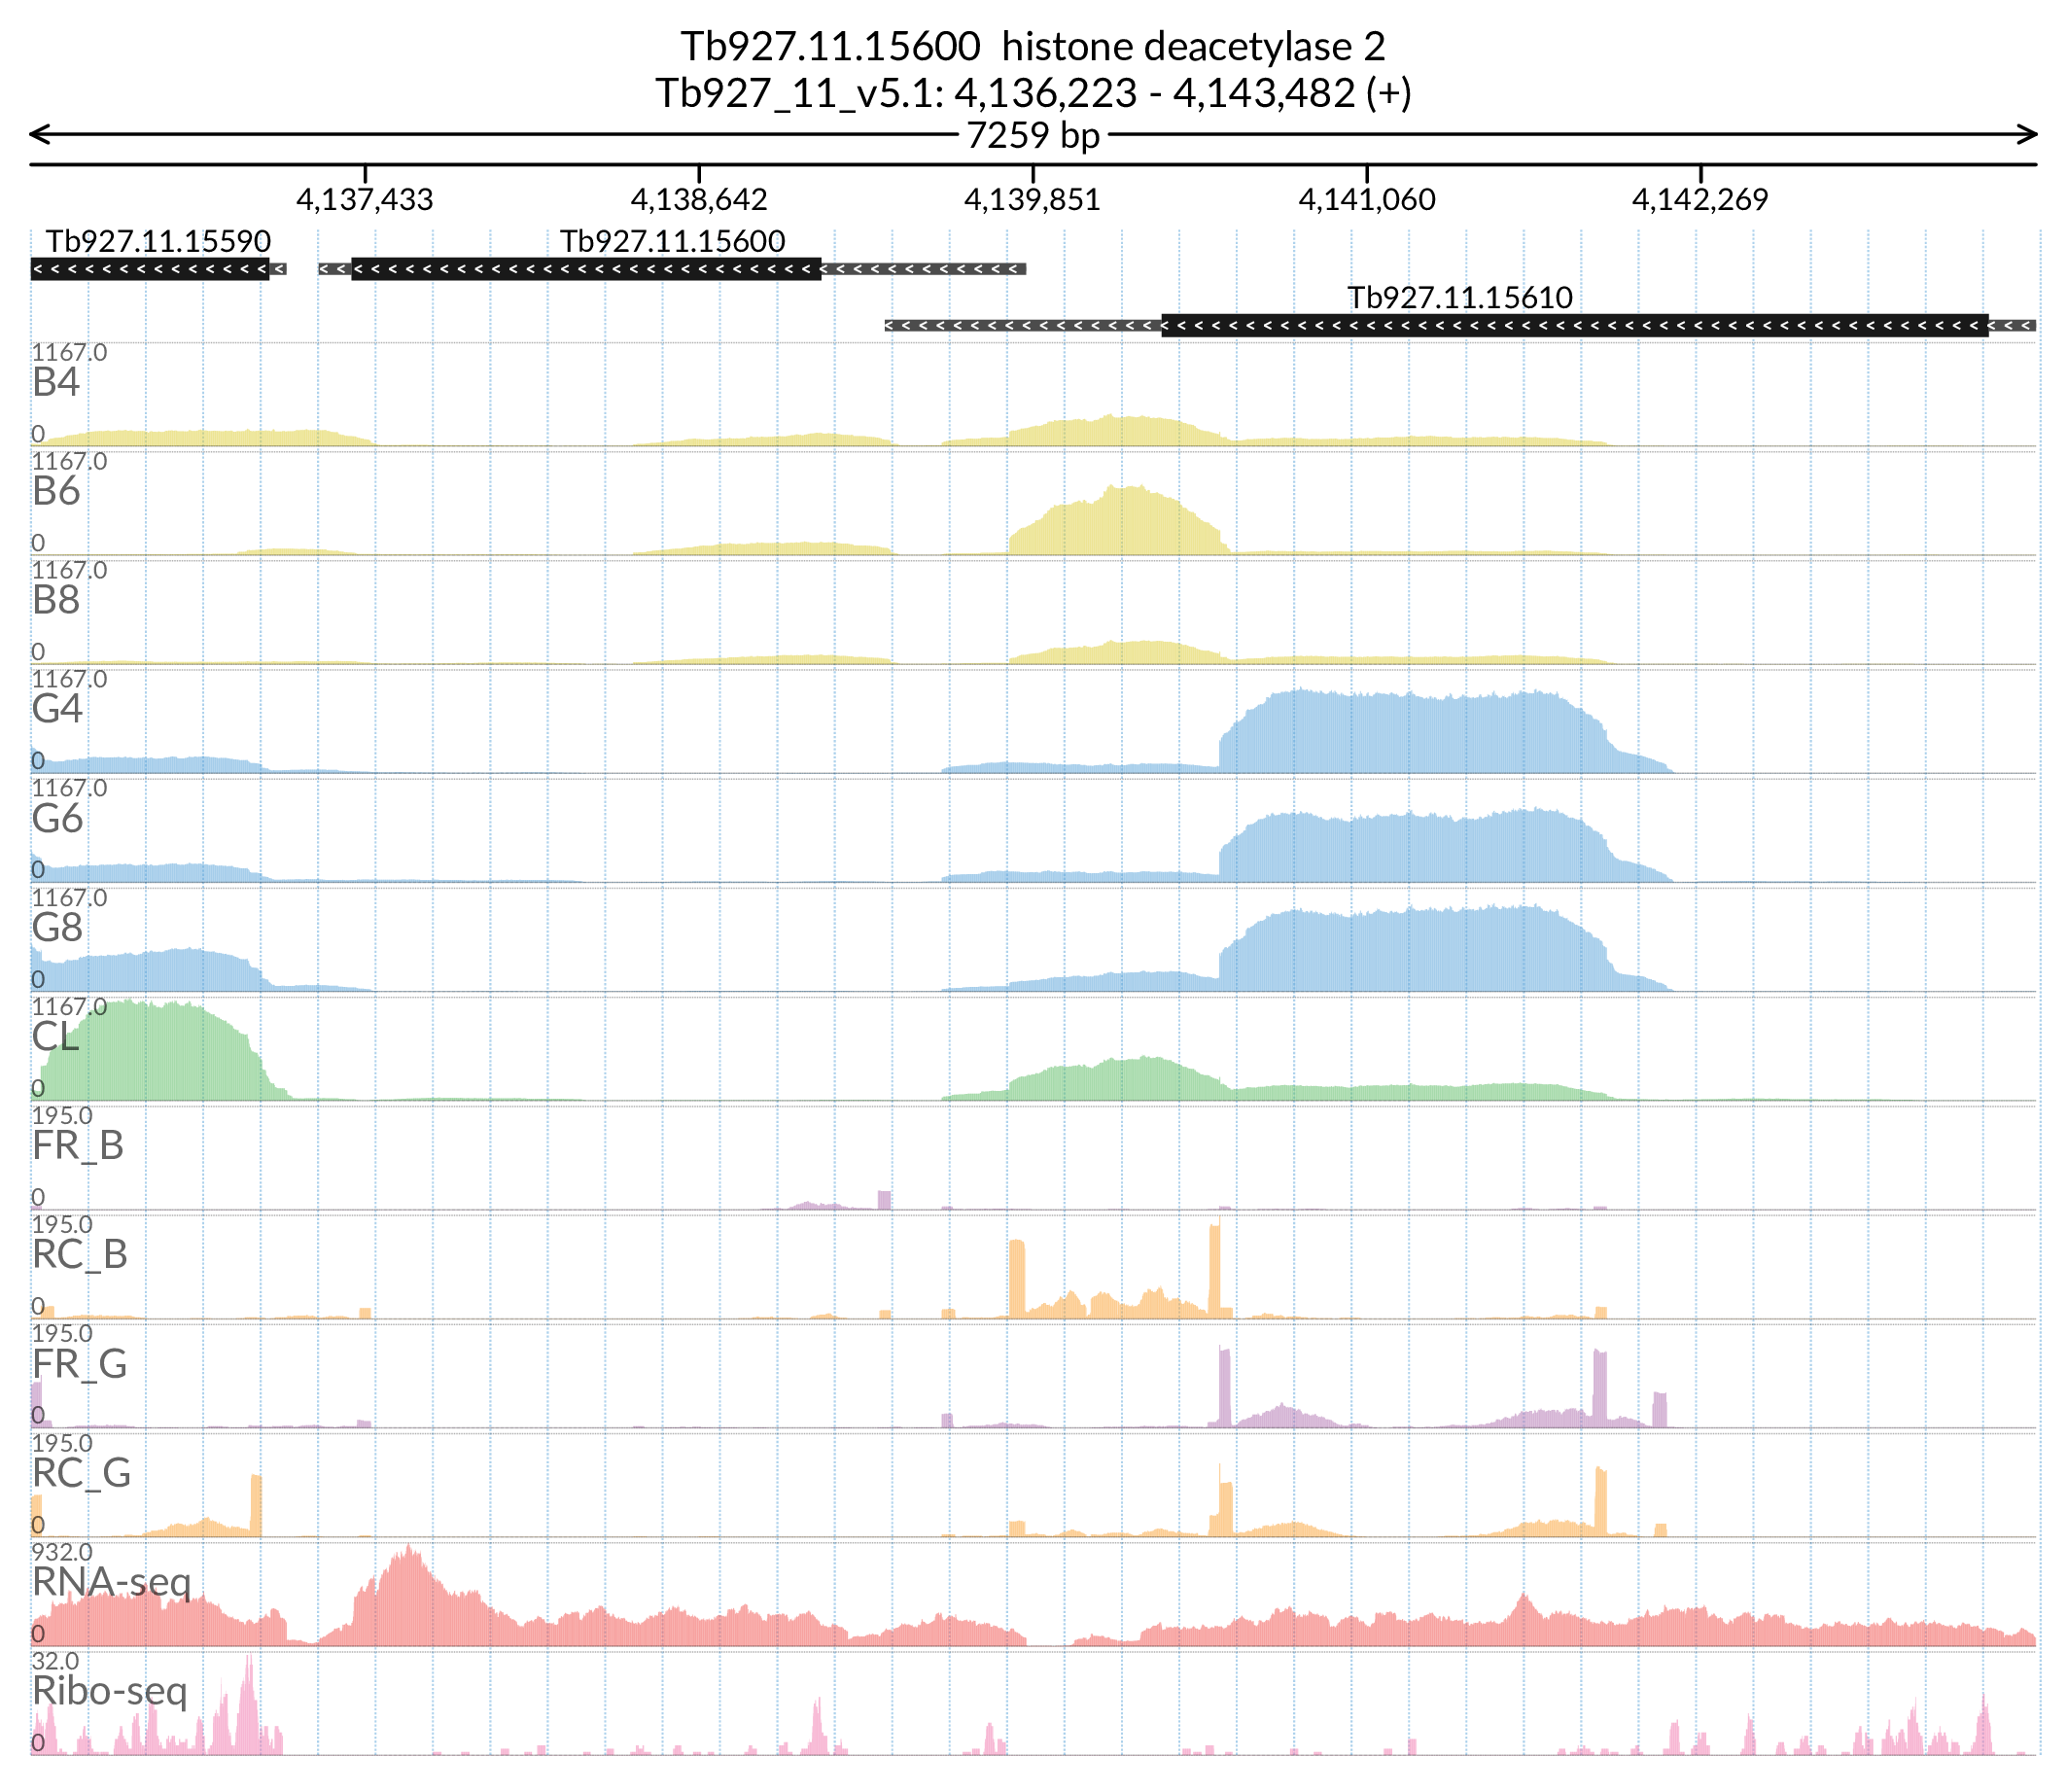 Tb927.11.15600  histone deacetylase 2
Tb927_11_v5.1: 4,136,223 - 4,143,482 (+)
7259 bp
4,137,433 4,138,642 4,139,851 4,141,060 4,142,269
Tb927.11.15590 Tb927.11.15600
Tb927.11.15610
1167.0
B4
0
1167.0
B6
0
1167.0
B8
0
1167.0
G4
0
1167.0
G6
0
1167.0
G8
0
1167.0
CL
0
195.0
FR_B
0
195.0
RC_B
0
195.0
FR_G
0
195.0
RC_G
0
932.0
RNA-seq
0
32.0
Ribo-seq
0